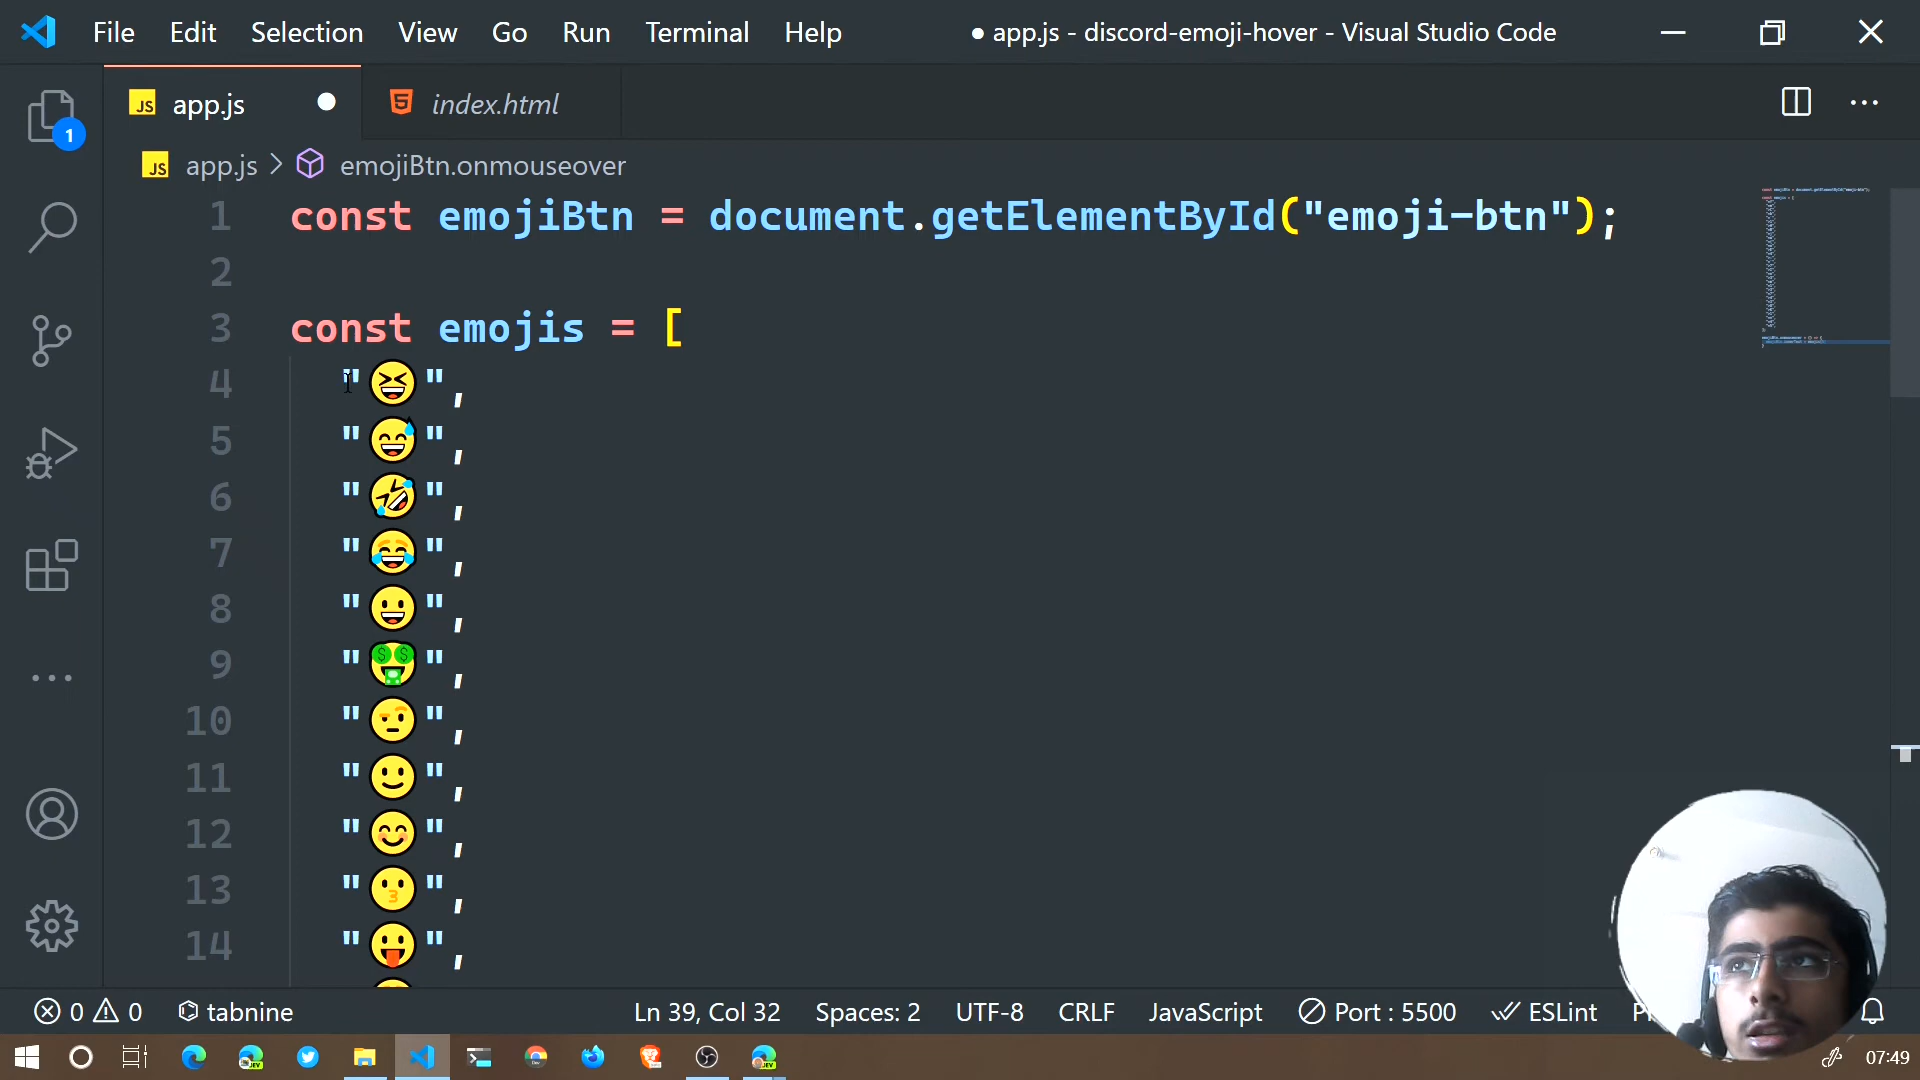 File Edit Selection View Go Run Terminal Help ● app.js - discord-emoji-hover - Visual Studio Code
JS app.js ● index.html
1
JS app.js > emojiBtn.onmouseover
1 const emojiBtn = document.getElementById("emoji-btn");
2
3 const emojis = [
4 "😆",
5 "😅",
6 "🤣",
7 "😂",
8 "😀",
9 "🤑",
10 "🤨",
11 "🙂",
12 "😊",
13 "😗",
14 "😛",
0 0 tabnine Ln 39, Col 32 Spaces: 2 UTF-8 CRLF JavaScript Port : 5500 ESLint
07:49